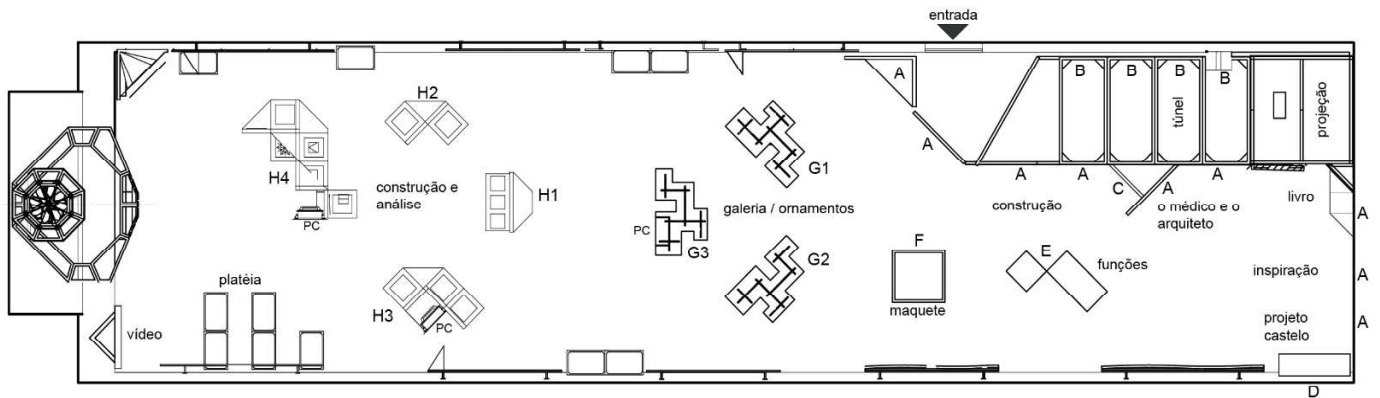 entrada
A
B
B
B
B
túnel
projeção
H2
A
G1
H4
construção e
análise
H1
PC
galeria / ornamentos
PC
G3
A
A
C
A
A
construção
o médico e o
arquiteto
livro
A
F
E
funções
G2
maquete
inspiração
A
platéia
H3
PC
vídeo
projeto
castelo
A
D